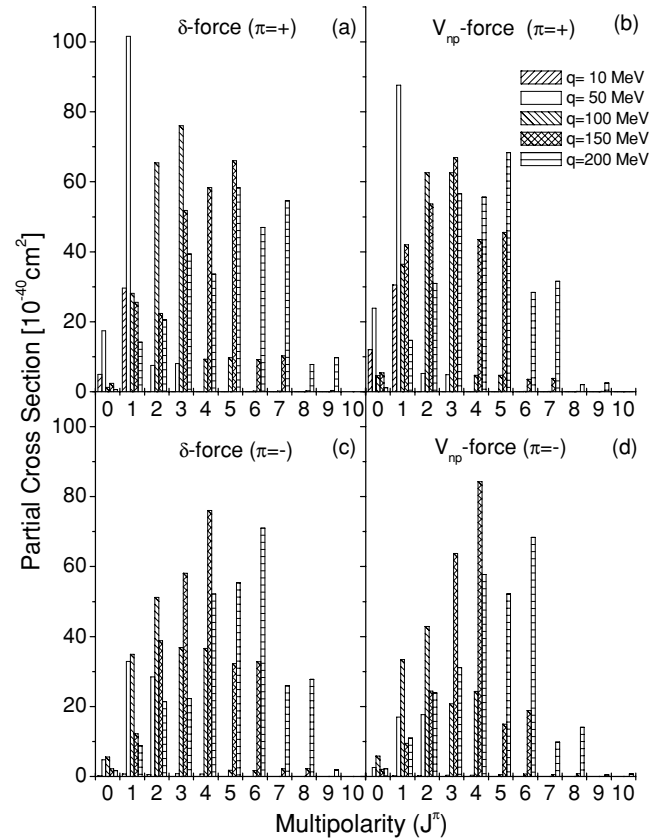 δ-force (π=+) (a)
V_np-force (π=+) (b)
q= 10 MeV
q= 50 MeV
q=100 MeV
q=150 MeV
q=200 MeV
100
80
60
40
20
0
0 1 2 3 4 5 6 7 8 9 10
0 1 2 3 4 5 6 7 8 9 10
δ-force (π=-) (c)
V_np-force (π=-) (d)
100
80
60
40
20
0
0 1 2 3 4 5 6 7 8 9 10
0 1 2 3 4 5 6 7 8 9 10
Partial Cross Section [10⁻⁴⁰cm²]
Multipolarity (J^π)